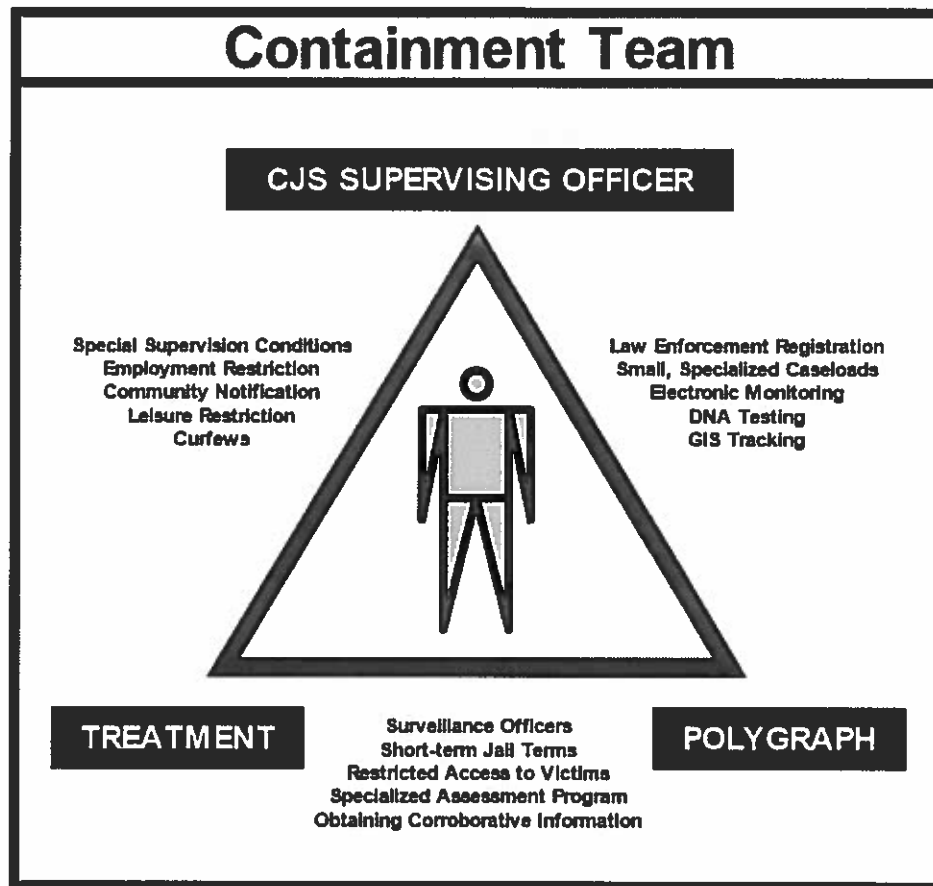 Containment Team
CJS SUPERVISING OFFICER
Special Supervision Conditions
Employment Restriction
Community Notification
Leisure Restriction
Curfews
Law Enforcement Registration
Small, Specialized Caseloads
Electronic Monitoring
DNA Testing
GIS Tracking
TREATMENT
Surveillance Officers
Short-term Jail Terms
Restricted Access to Victims
Specialized Assessment Program
Obtaining Corroborative Information
POLYGRAPH